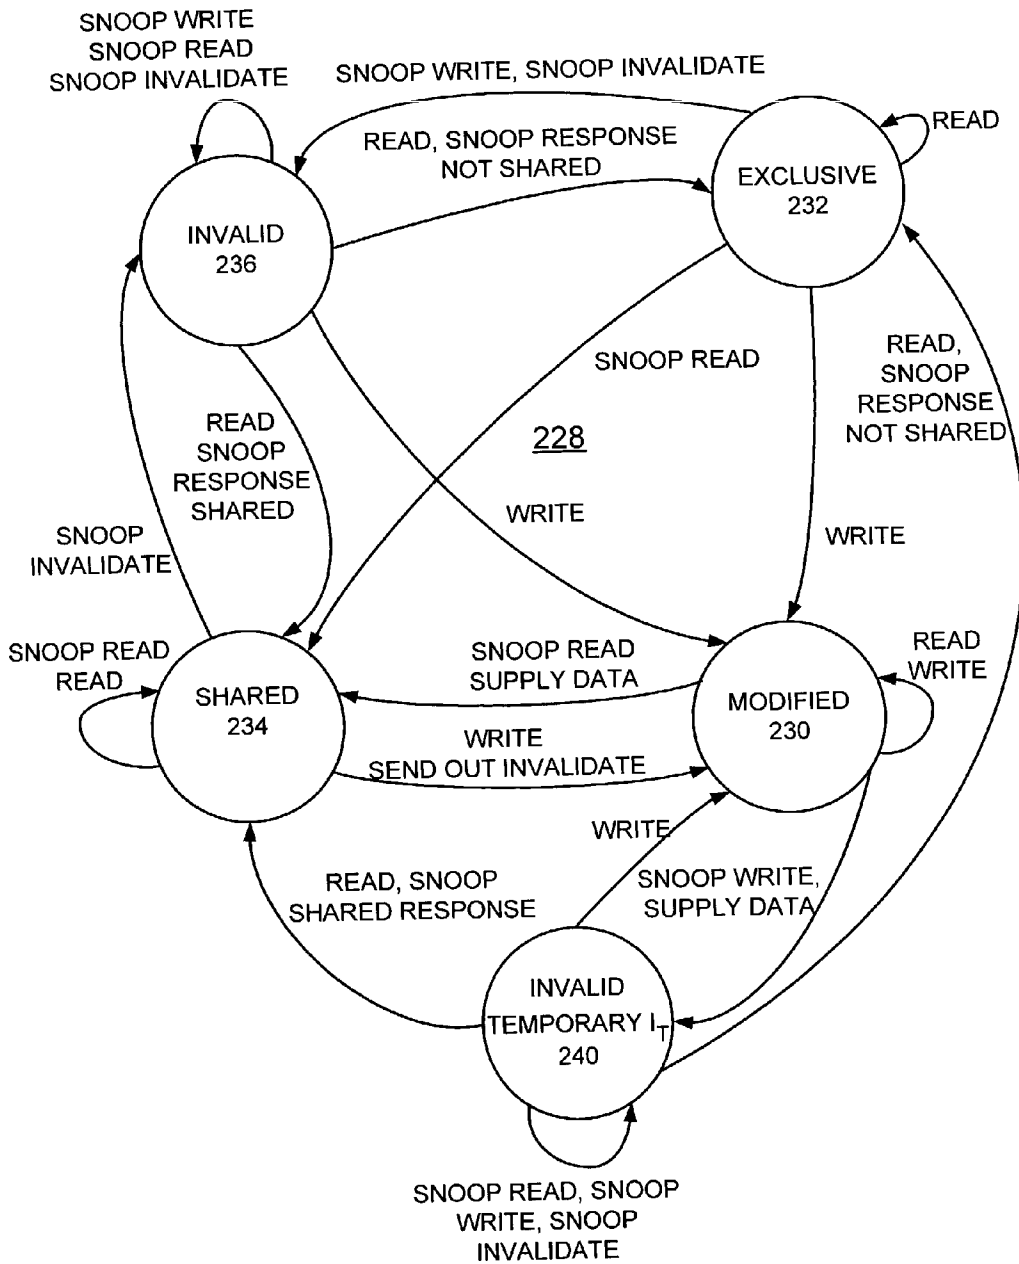 SNOOP WRITE
SNOOP READ
SNOOP INVALIDATE
SNOOP WRITE, SNOOP INVALIDATE
READ
READ, SNOOP RESPONSE
NOT SHARED
EXCLUSIVE
232
INVALID
236
READ,
SNOOP
RESPONSE
NOT SHARED
SNOOP READ
READ
SNOOP
RESPONSE
SHARED
228
WRITE
WRITE
SNOOP
INVALIDATE
SNOOP READ
READ
SHARED
234
SNOOP READ
SUPPLY DATA
READ
WRITE
MODIFIED
230
WRITE
SEND OUT INVALIDATE
WRITE
READ, SNOOP
SHARED RESPONSE
SNOOP WRITE,
SUPPLY DATA
INVALID
TEMPORARY IT
240
SNOOP READ, SNOOP
WRITE, SNOOP
INVALIDATE